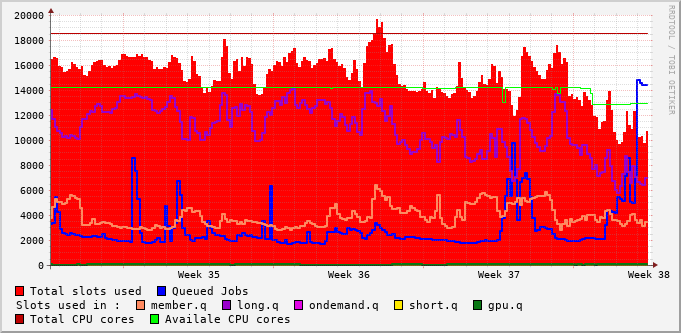 20000
18000
16000
14000
12000
10000
8000
6000
4000
2000
0
Week 35 Week 36 Week 37 Week 38
Total slots used Queued Jobs
Slots used in : member.q long.q ondemand.q short.q gpu.q
Total CPU cores Availale CPU cores
RRDTOOL / TOBI OETIKER